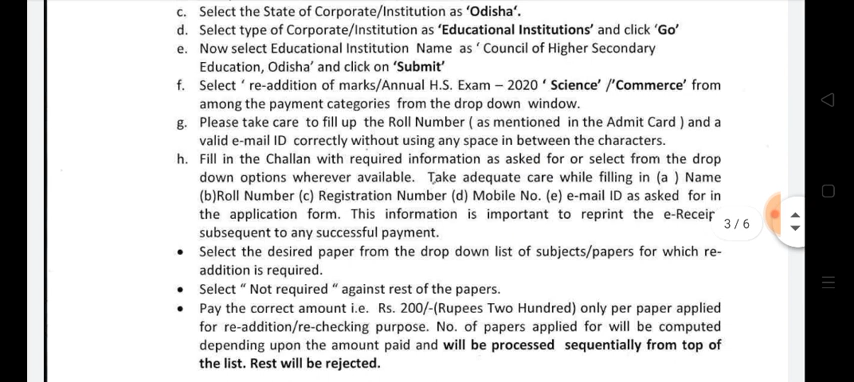 c. Select the State of Corporate/Institution as 'Odisha'.
d. Select type of Corporate/Institution as 'Educational Institutions' and click 'Go'
e. Now select Educational Institution Name as ' Council of Higher Secondary
Education, Odisha' and click on 'Submit'
f. Select ' re-addition of marks/Annual H.S. Exam – 2020 ' Science' /'Commerce' from
among the payment categories from the drop down window.
g. Please take care to fill up the Roll Number ( as mentioned in the Admit Card ) and a
valid e-mail ID correctly without using any space in between the characters.
h. Fill in the Challan with required information as asked for or select from the drop
down options wherever available. Take adequate care while filling in (a ) Name
(b)Roll Number (c) Registration Number (d) Mobile No. (e) e-mail ID as asked for in
the application form. This information is important to reprint the e-Receip
subsequent to any successful payment.
3 / 6
• Select the desired paper from the drop down list of subjects/papers for which re-
addition is required.
• Select " Not required " against rest of the papers.
• Pay the correct amount i.e. Rs. 200/-(Rupees Two Hundred) only per paper applied
for re-addition/re-checking purpose. No. of papers applied for will be computed
depending upon the amount paid and will be processed sequentially from top of
the list. Rest will be rejected.